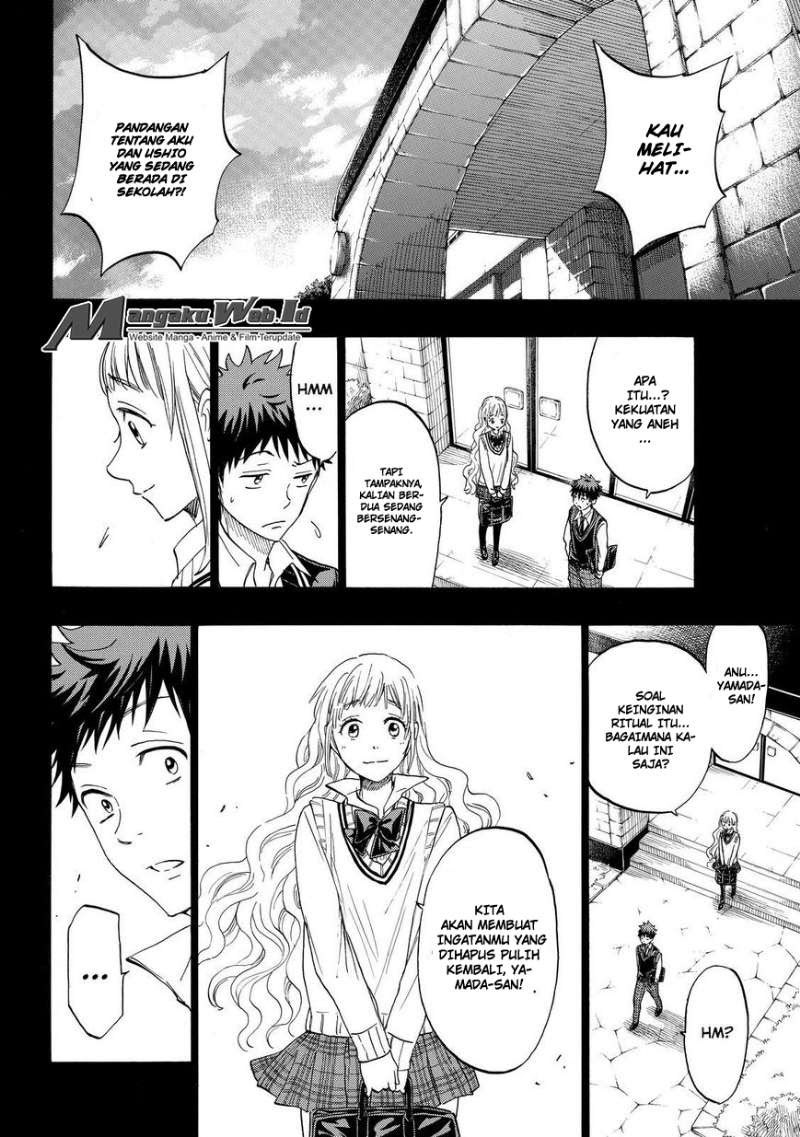 KAU
MELI-
HAT...
PANDANGAN
TENTANG AKU
DAN USHIO
YANG SEDANG
BERADA DI
SEKOLAH?!
Mangaku.Web.Id
Website Manga - Anime & Film Terupdate
APA
ITU...?
KEKUATAN
YANG ANEH
...
TAPI
TAMPAKNYA,
KALIAN BER-
DUA SEDANG
BERSENANG-
SENANG.
HMM
...
ANU...
YAMADA-
SAN!
SOAL
KEINGINAN
RITUAL ITU...
BAGAIMANA KA-
LAU INI
SAJA?
HM?
KITA
AKAN MEMBUAT
INGATANMU YANG
DIHAPUS PULIH
KEMBALI, YA-
MADA-SAN!
...